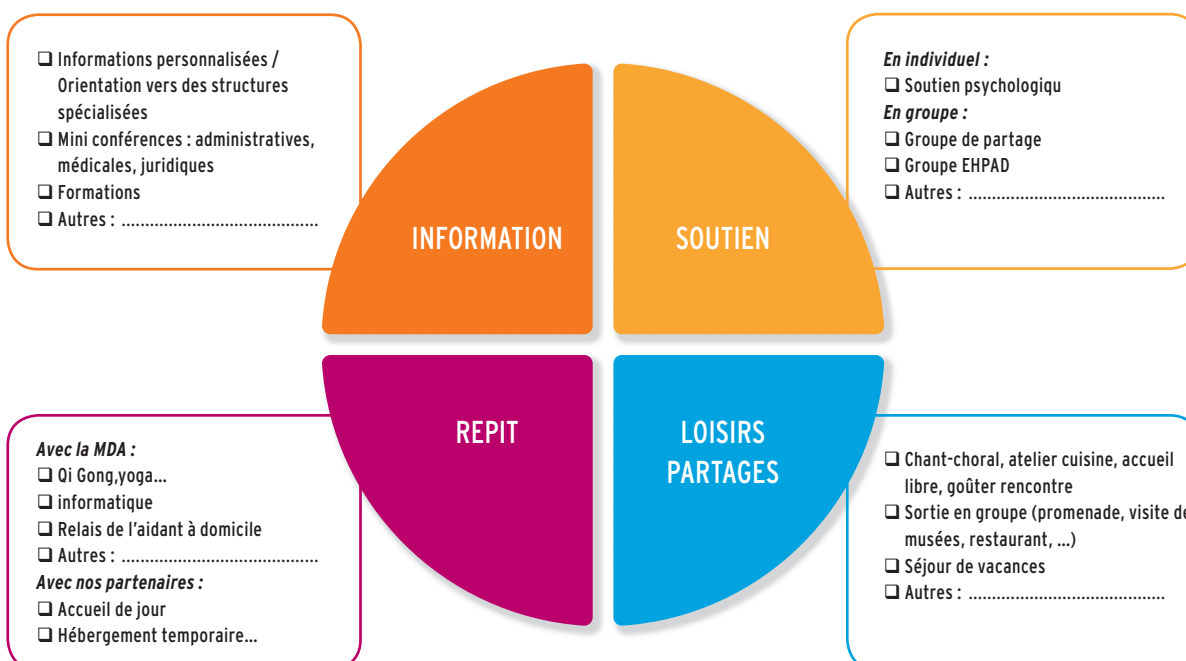 ❑ Informations personnalisées /
Orientation vers des structures
spécialisées
❑ Mini conférences : administratives,
médicales, juridiques
❑ Formations
❑ Autres : ..........................................
En individuel :
❑ Soutien psychologiqu
En groupe :
❑ Groupe de partage
❑ Groupe EHPAD
❑ Autres : ..........................................
INFORMATION
SOUTIEN
REPIT
LOISIRS
PARTAGES
Avec la MDA :
❑ Qi Gong,yoga...
❑ informatique
❑ Relais de l'aidant à domicile
❑ Autres : ..........................................
Avec nos partenaires :
❑ Accueil de jour
❑ Hébergement temporaire...
❑ Chant-choral, atelier cuisine, accueil
libre, goûter rencontre
❑ Sortie en groupe (promenade, visite de
musées, restaurant, ...)
❑ Séjour de vacances
❑ Autres : ..........................................